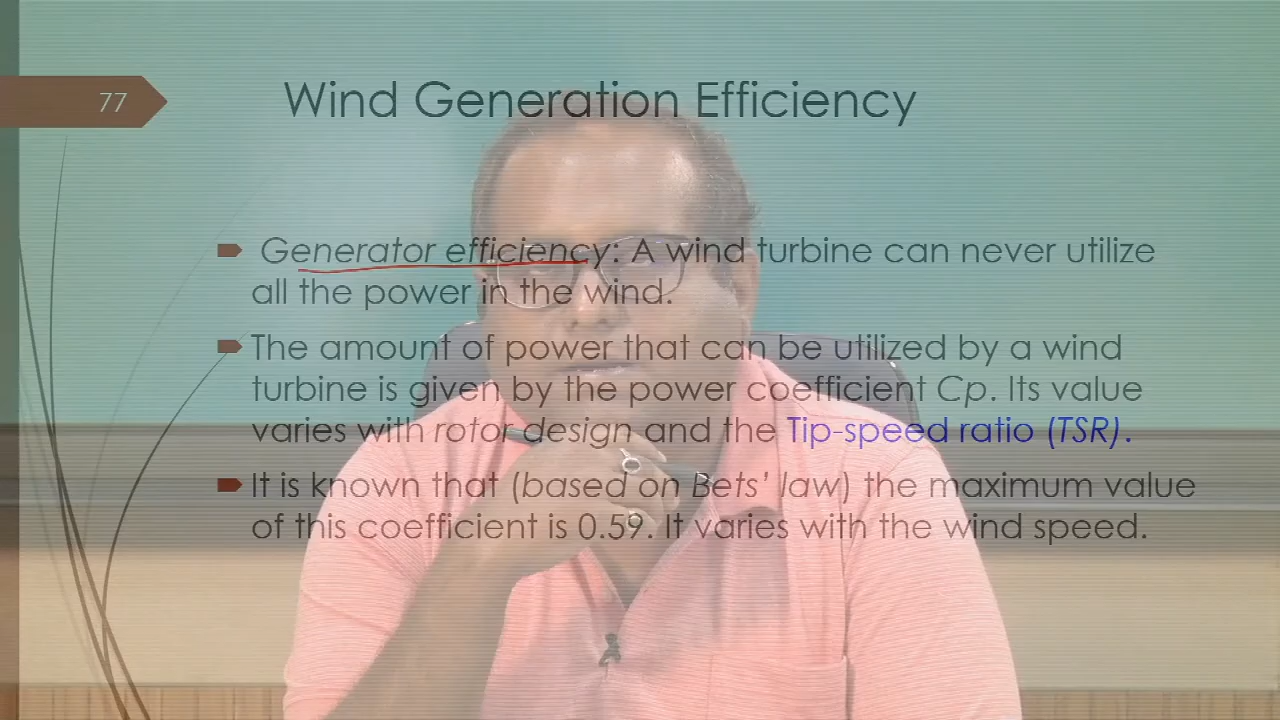 77
Wind Generation Efficiency
Generator efficiency: A wind turbine can never utilize
all the power in the wind.
The amount of power that can be utilized by a wind
turbine is given by the power coefficient Cp. Its value
varies with rotor design and the Tip-speed ratio (TSR).
It is known that (based on Bets’ law) the maximum value
of this coefficient is 0.59. It varies with the wind speed.